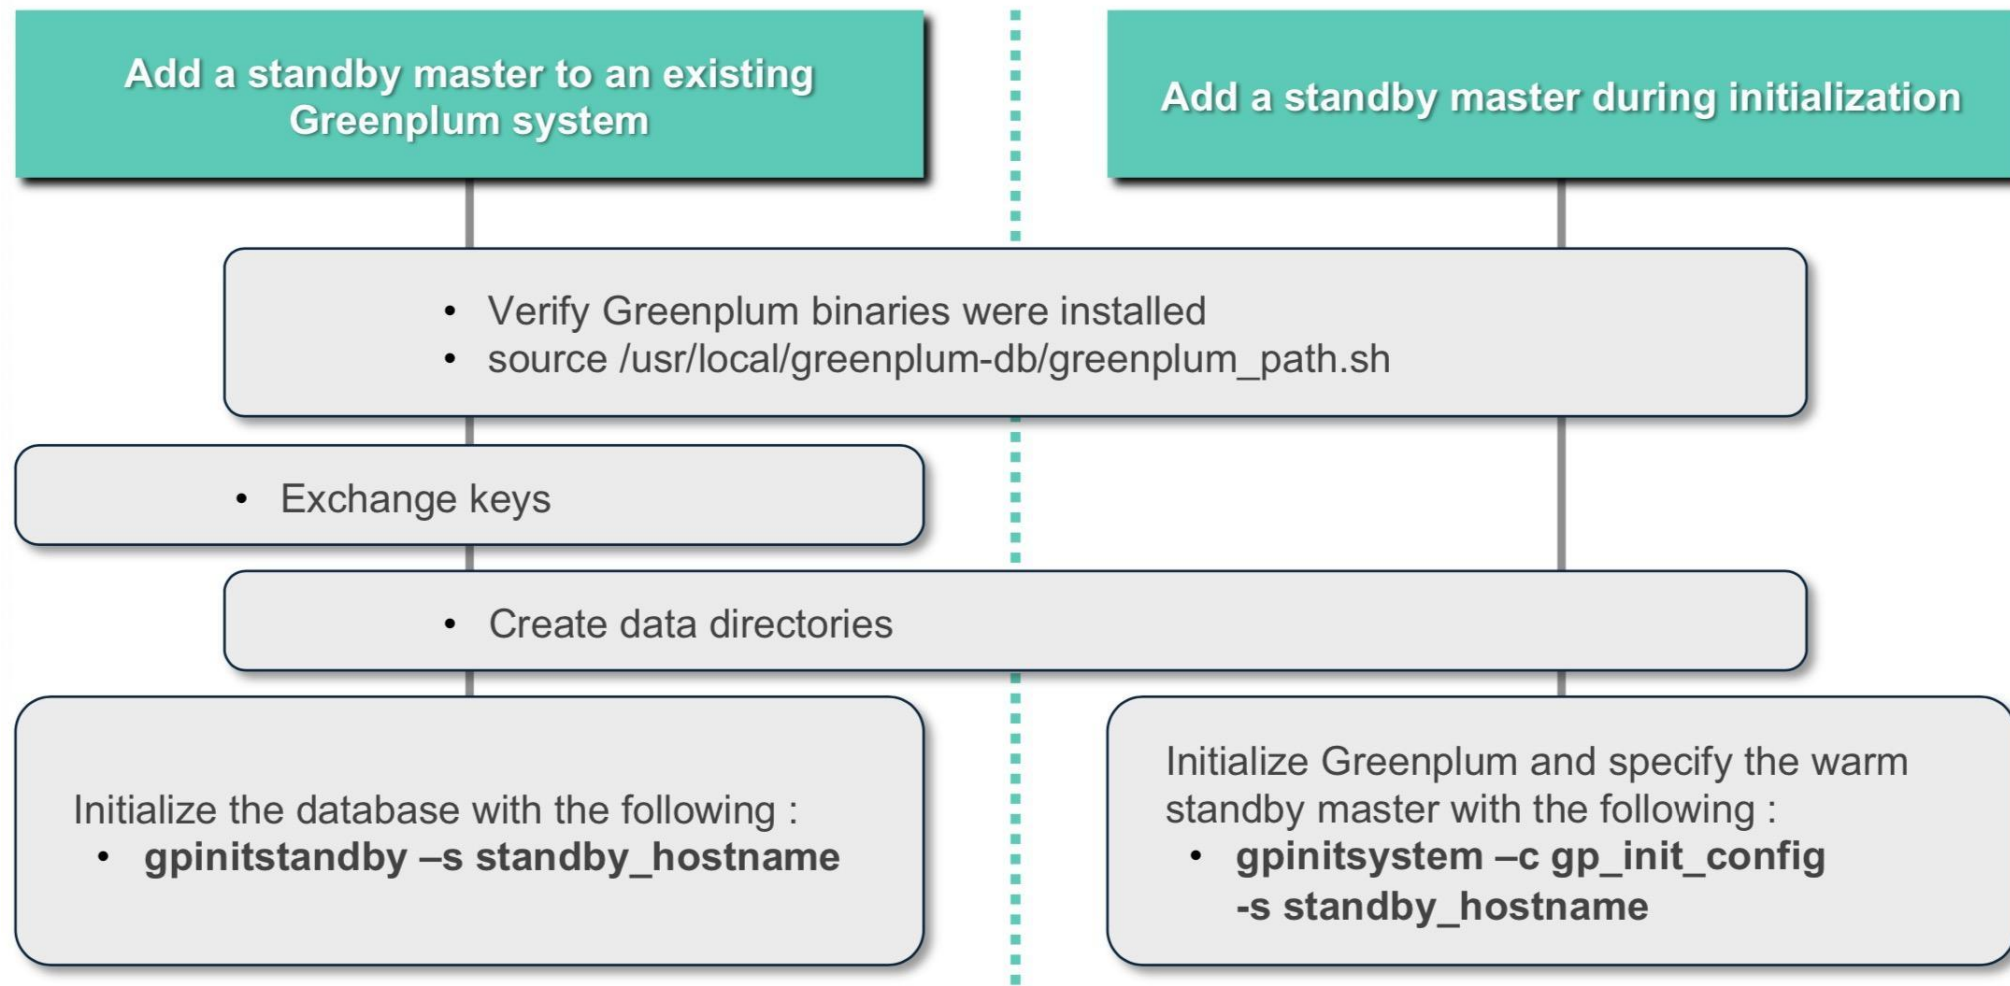 Add a standby master to an existing
Greenplum system
Add a standby master during initialization
• Verify Greenplum binaries were installed
• source /usr/local/greenplum-db/greenplum_path.sh
• Exchange keys
• Create data directories
Initialize the database with the following :
• gpinitstandby –s standby_hostname
Initialize Greenplum and specify the warm
standby master with the following :
• gpinitsystem –c gp_init_config
-s standby_hostname